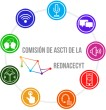 COMISIÓN DE ASCTI DE LA
REDNACECYT